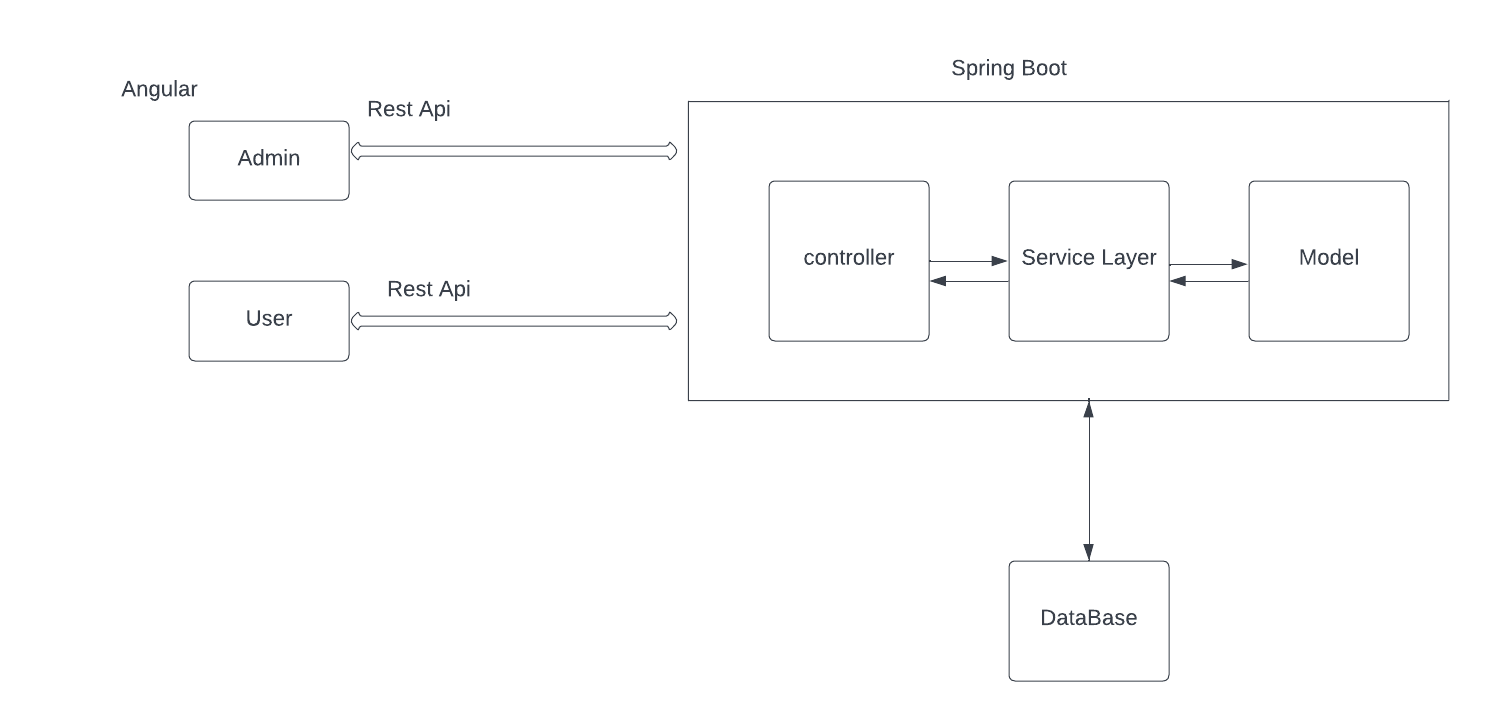 Angular
Admin
Rest Api
User
Rest Api
Spring Boot
controller
Service Layer
Model
DataBase